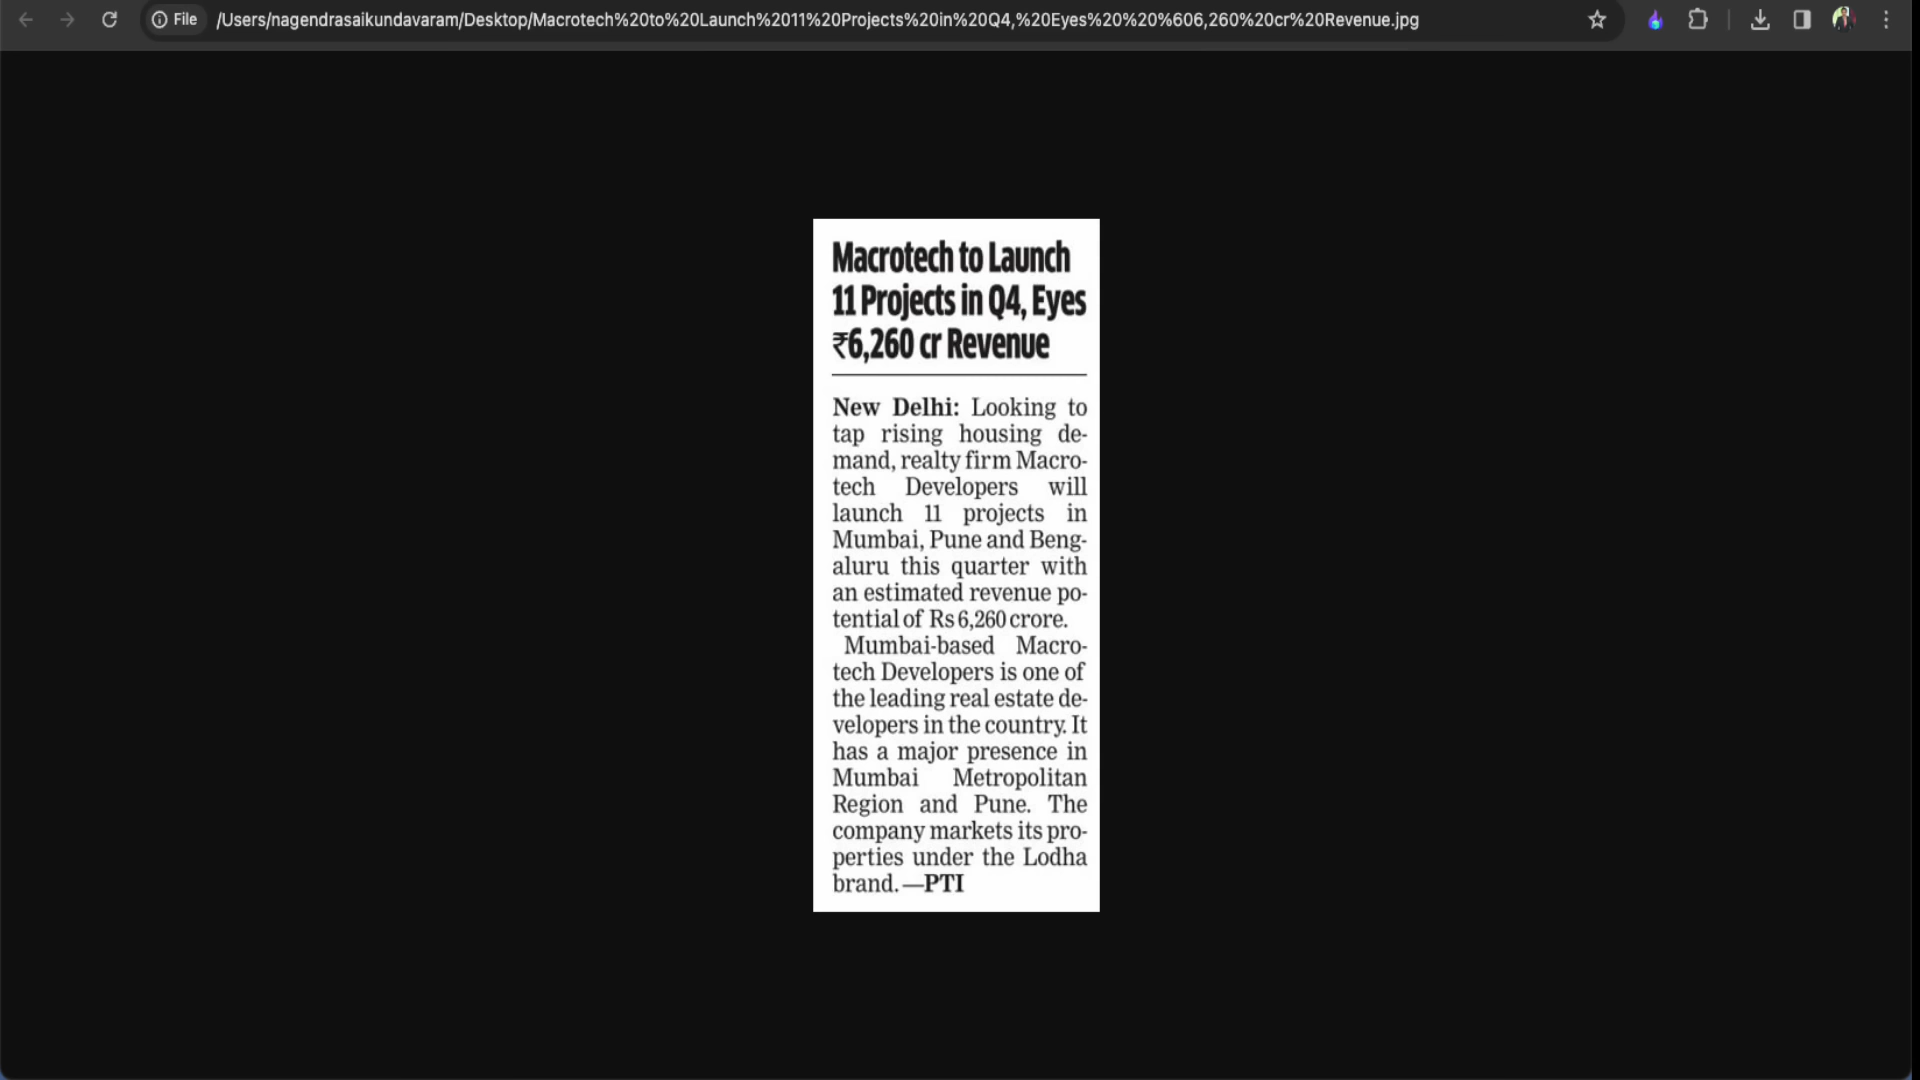 File
/Users/nagendrasaikundavaram/Desktop/Macrotech%20to%20Launch%2011%20Projects%20in%20Q4,%20Eyes%20%20%606,260%20cr%20Revenue.jpg
Macrotech to Launch
11 Projects in Q4, Eyes
₹6,260 cr Revenue
New Delhi: Looking to
tap rising housing de-
mand, realty firm Macro-
tech Developers will
launch 11 projects in
Mumbai, Pune and Beng-
aluru this quarter with
an estimated revenue po-
tential of Rs 6,260 crore.
Mumbai-based Macro-
tech Developers is one of
the leading real estate de-
velopers in the country. It
has a major presence in
Mumbai Metropolitan
Region and Pune. The
company markets its pro-
perties under the Lodha
brand. —PTI